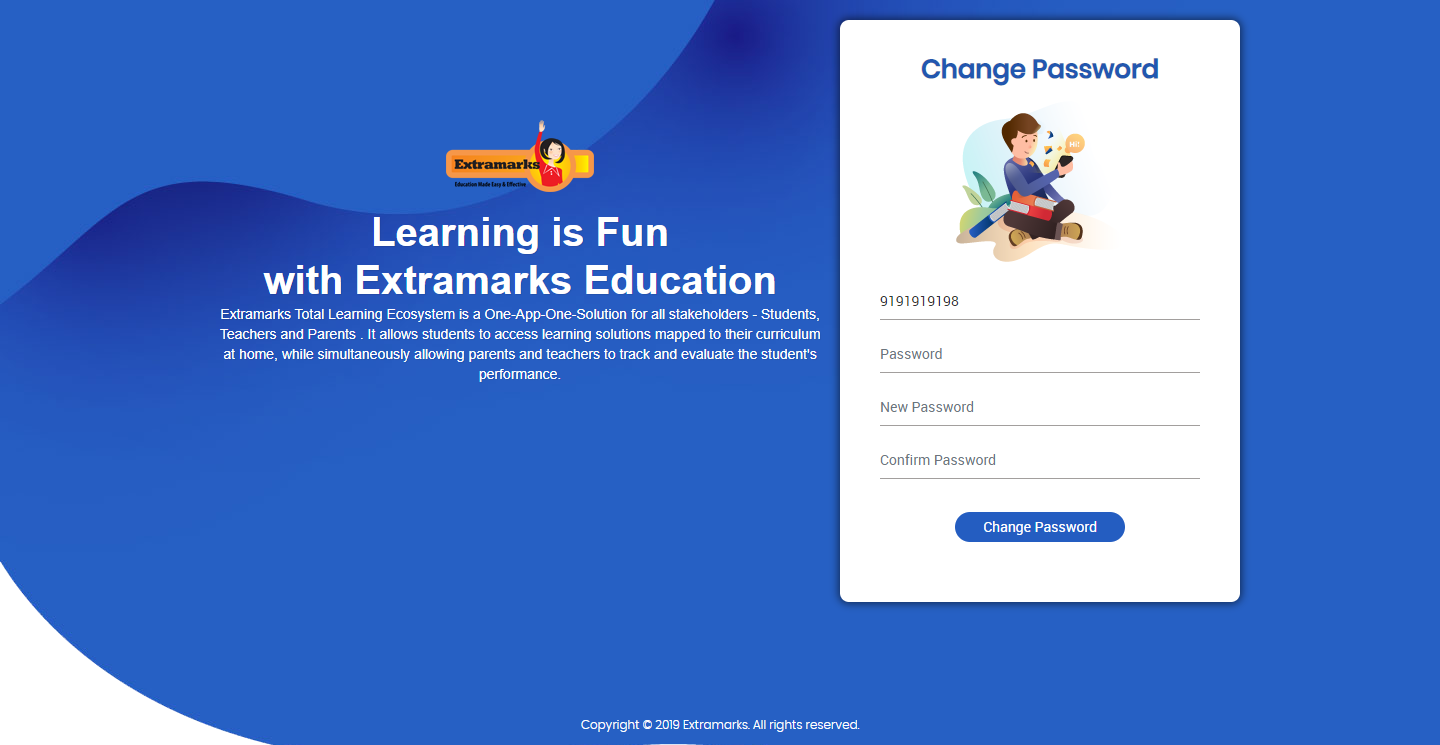 Extramarks
Education Made Easy & Effective
Learning is Fun
with Extramarks Education
Extramarks Total Learning Ecosystem is a One-App-One-Solution for all stakeholders - Students,
Teachers and Parents . It allows students to access learning solutions mapped to their curriculum
at home, while simultaneously allowing parents and teachers to track and evaluate the student's
performance.
Change Password
Hi!
9191919198
Password
New Password
Confirm Password
Change Password
Copyright © 2019 Extramarks. All rights reserved.